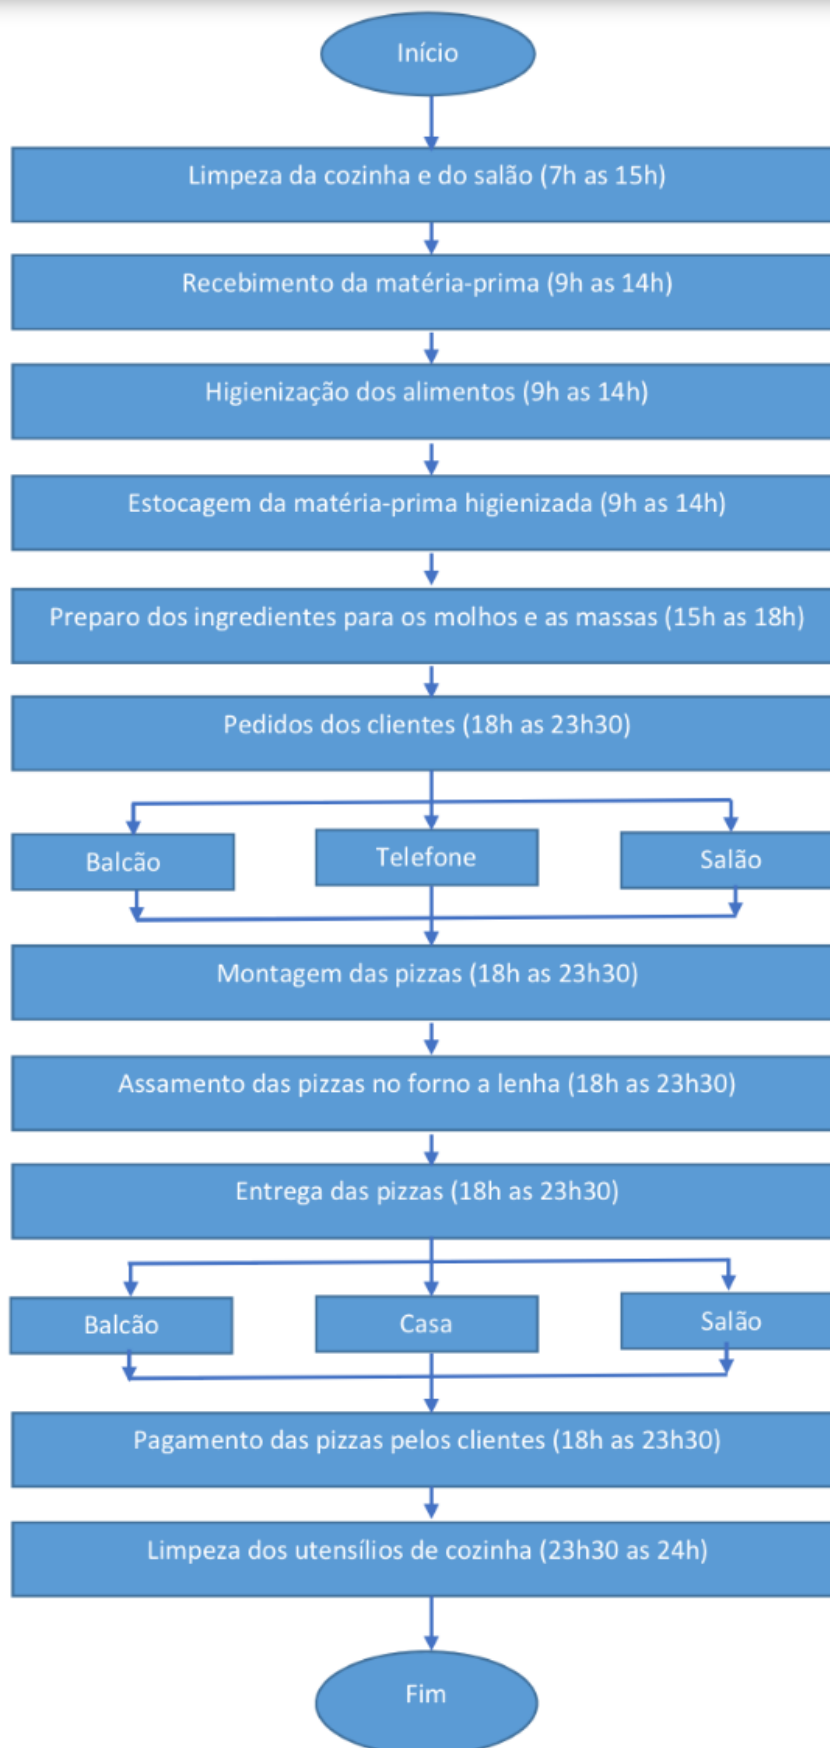 Início
Limpeza da cozinha e do salão (7h as 15h)
Recebimento da matéria-prima (9h as 14h)
Higienização dos alimentos (9h as 14h)
Estocagem da matéria-prima higienizada (9h as 14h)
Preparo dos ingredientes para os molhos e as massas (15h as 18h)
Pedidos dos clientes (18h as 23h30)
Balcão
Telefone
Salão
Montagem das pizzas (18h as 23h30)
Assamento das pizzas no forno a lenha (18h as 23h30)
Entrega das pizzas (18h as 23h30)
Balcão
Casa
Salão
Pagamento das pizzas pelos clientes (18h as 23h30)
Limpeza dos utensílios de cozinha (23h30 as 24h)
Fim